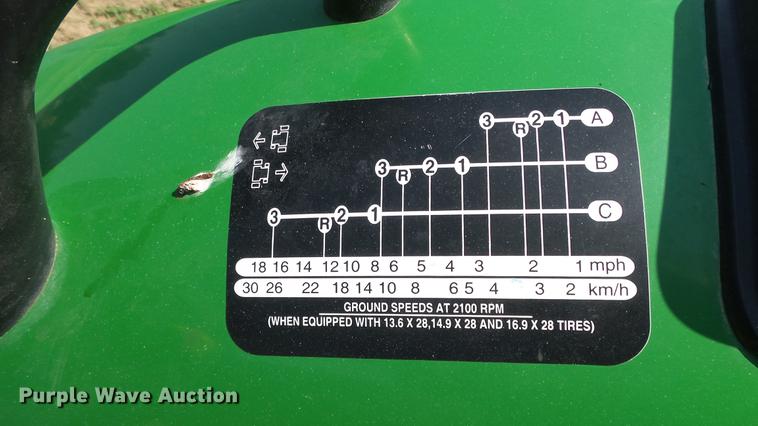 3 R 2 1 A
3 R 2 1 B
3 R 2 1 C
18 16 14 12 10 8 6 5 4 3 2 1 mph
30 26 22 18 14 10 8 6 5 4 3 2 km/h
GROUND SPEEDS AT 2100 RPM
(WHEN EQUIPPED WITH 13.6 X 28,14.9 X 28 AND 16.9 X 28 TIRES)
Purple Wave Auction